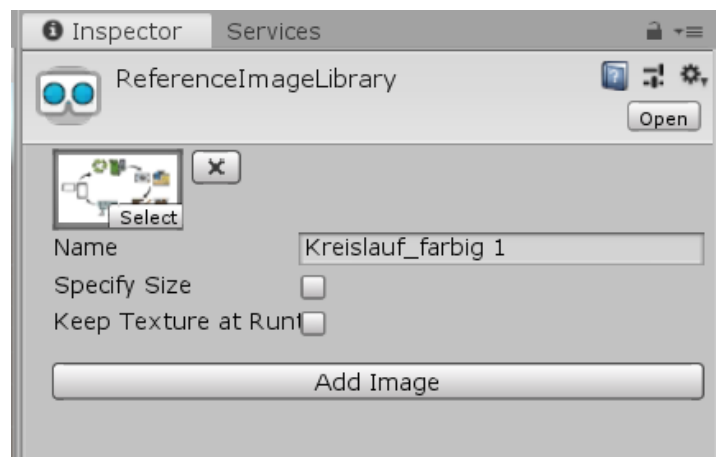 Inspector Services
ReferenceImageLibrary
Open
Select
Name Kreislauf_farbig 1
Specify Size
Keep Texture at Runt
Add Image